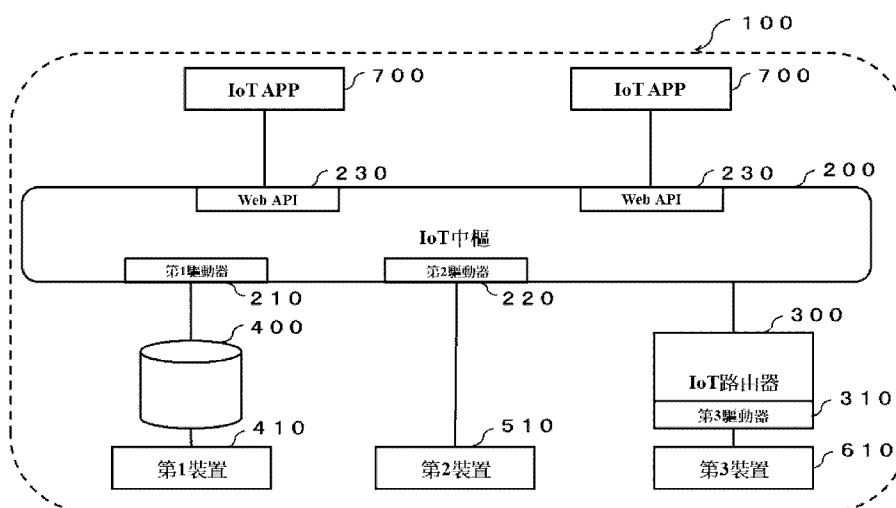 100
700
700
IoT APP
IoT APP
230
230
200
Web API
Web API
IoT中樞
第1驅動器
第2驅動器
210
220
300
400
IoT路由器
310
第3驅動器
410
510
610
第1裝置
第2裝置
第3裝置